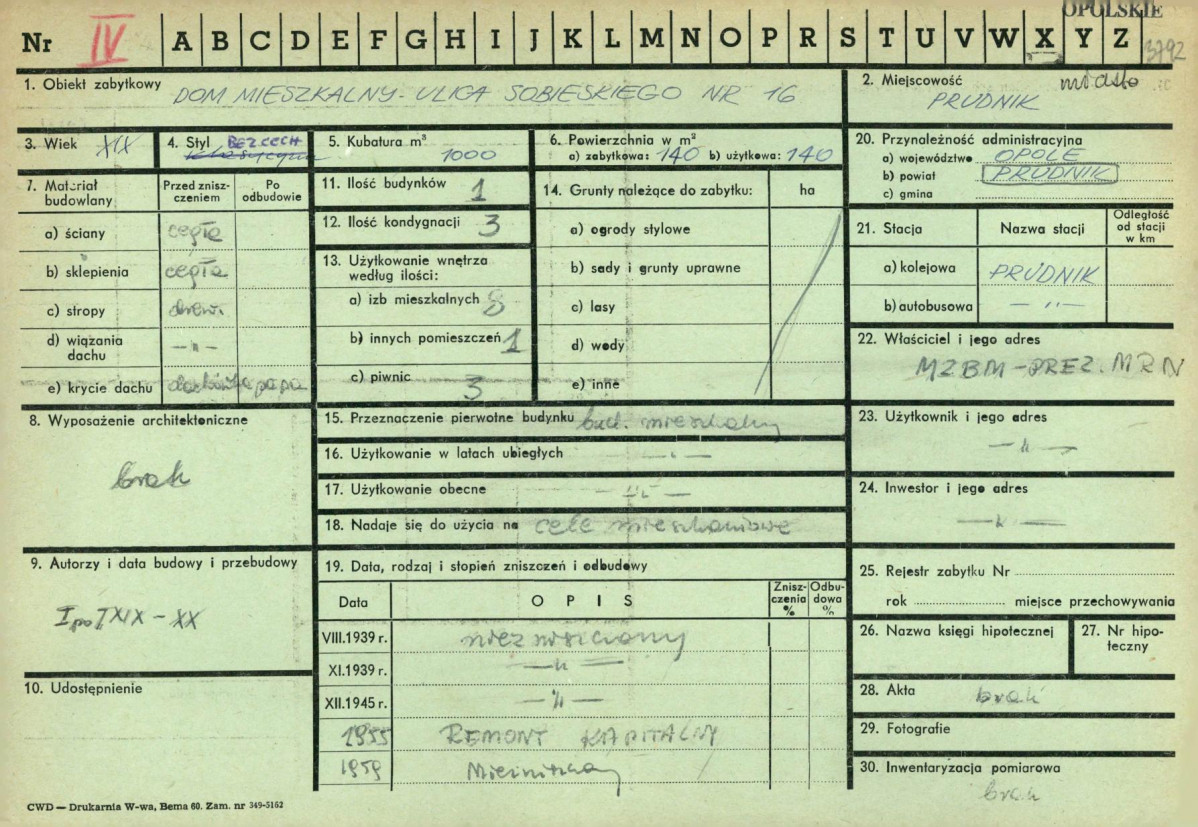 OPOLSKIE
Nr IV A B C D E F G H I J K L M N O P R S T U V W X Y Z 3792
1. Obiekt zabytkowy DOM MIESZKALNY - ULICA SOBIESKIEGO NR 16
2. Miejscowość miasto
PRUDNIK
3. Wiek XIX
4. Styl BEZ CECH
5. Kubatura m³
1000
6. Powierzchnia w m²
a) zabytkowa: 140 b) użytkowa: 140
20. Przynależność administracyjna
a) województwo OPOLE
b) powiat PRUDNIK
c) gmina
7. Materiał budowlany
Przed zniszczeniem
Po odbudowie
a) ściany cegła
b) sklepienia cegła
c) stropy drewn.
d) wiązania dachu —„—
e) krycie dachu dachówka papa
11. Ilość budynków 1
12. Ilość kondygnacji 3
13. Użytkowanie wnętrza
według ilości:
a) izb mieszkalnych 8
b) innych pomieszczeń 1
c) piwnic 3
14. Grunty należące do zabytku: ha
a) ogrody stylowe
b) sady i grunty uprawne
c) lasy
d) wody
e) inne
21. Stacja
Nazwa stacji
Odległość
od stacji
w km
a) kolejowa PRUDNIK
b) autobusowa —„—
22. Właściciel i jego adres
MZBM - PREZ. MRN
8. Wyposażenie architektoniczne
brak
15. Przeznaczenie pierwotne budynku bud. mieszkalny
16. Użytkowanie w latach ubiegłych —„—
17. Użytkowanie obecne —„—
18. Nadaje się do użycia na cele mieszkaniowe
23. Użytkownik i jego adres
—„—
24. Inwestor i jego adres
—„—
9. Autorzy i data budowy i przebudowy
I poł XIX - XX
19. Data, rodzaj i stopień zniszczeń i odbudowy
Data OPIS
Zniszczenia %
Odbudowa %
VIII.1939 r. niezniszczony
XI.1939 r. —„—
XII.1945 r. —„—
1955 REMONT KAPITALNY
1959
25. Rejestr zabytku Nr
rok miejsce przechowywania
26. Nazwa księgi hipotecznej
27. Nr hipoteczny
10. Udostępnienie
28. Akta brak
29. Fotografie
30. Inwentaryzacja pomiarowa
brak
CWD — Drukarnia W-wa, Bema 60. Zam. nr 349-5162